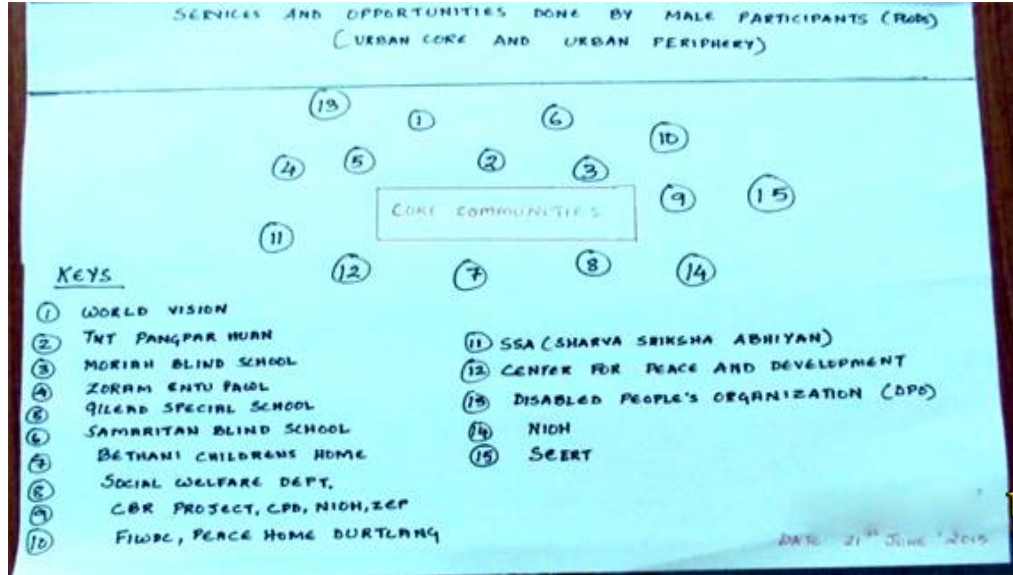 SERVICES AND OPPORTUNITIES DONE BY MALE PARTICIPANTS (PWDs)
(URBAN CORE AND URBAN PERIPHERY)
13 1 6 10
4 5 2 3
9 15
CORE COMMUNITIES
11
12 7 8 14
KEYS
1 WORLD VISION
2 TNT PANGPAR HUAN
3 MORIAH BLIND SCHOOL
4 ZORAM ENTU PAWL
5 GILEAD SPECIAL SCHOOL
6 SAMARITAN BLIND SCHOOL
7 BETHANI CHILDRENS HOME
8 SOCIAL WELFARE DEPT,
9 CBR PROJECT, CPD, NIOH, ZEP
10 FIWDC, PEACE HOME DURTLANG
11 SSA (SHARVA SHIKSHA ABHIYAN)
12 CENTER FOR PEACE AND DEVELOPMENT
13 DISABLED PEOPLE'S ORGANIZATION (DPO)
14 NIOH
15 SCERT
DATE 21st JUNE '2015